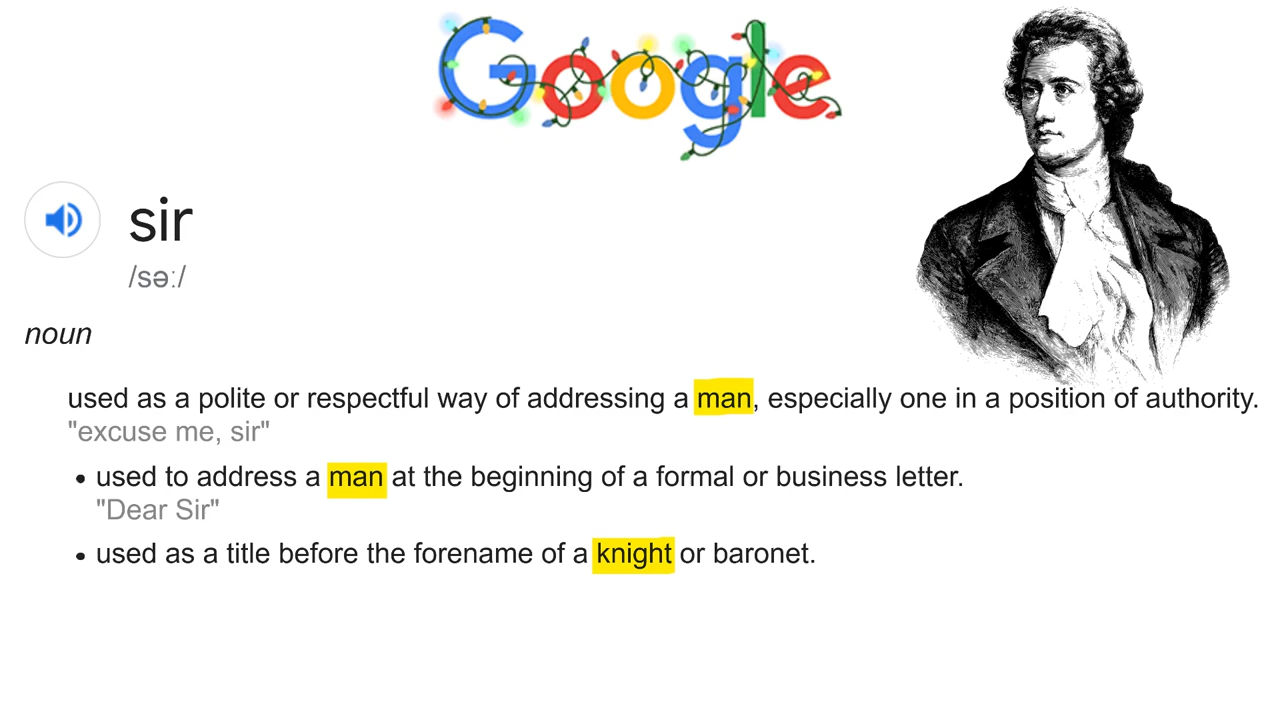 Google
sir
/səː/
noun
used as a polite or respectful way of addressing a man, especially one in a position of authority.
"excuse me, sir"
• used to address a man at the beginning of a formal or business letter.
"Dear Sir"
• used as a title before the forename of a knight or baronet.